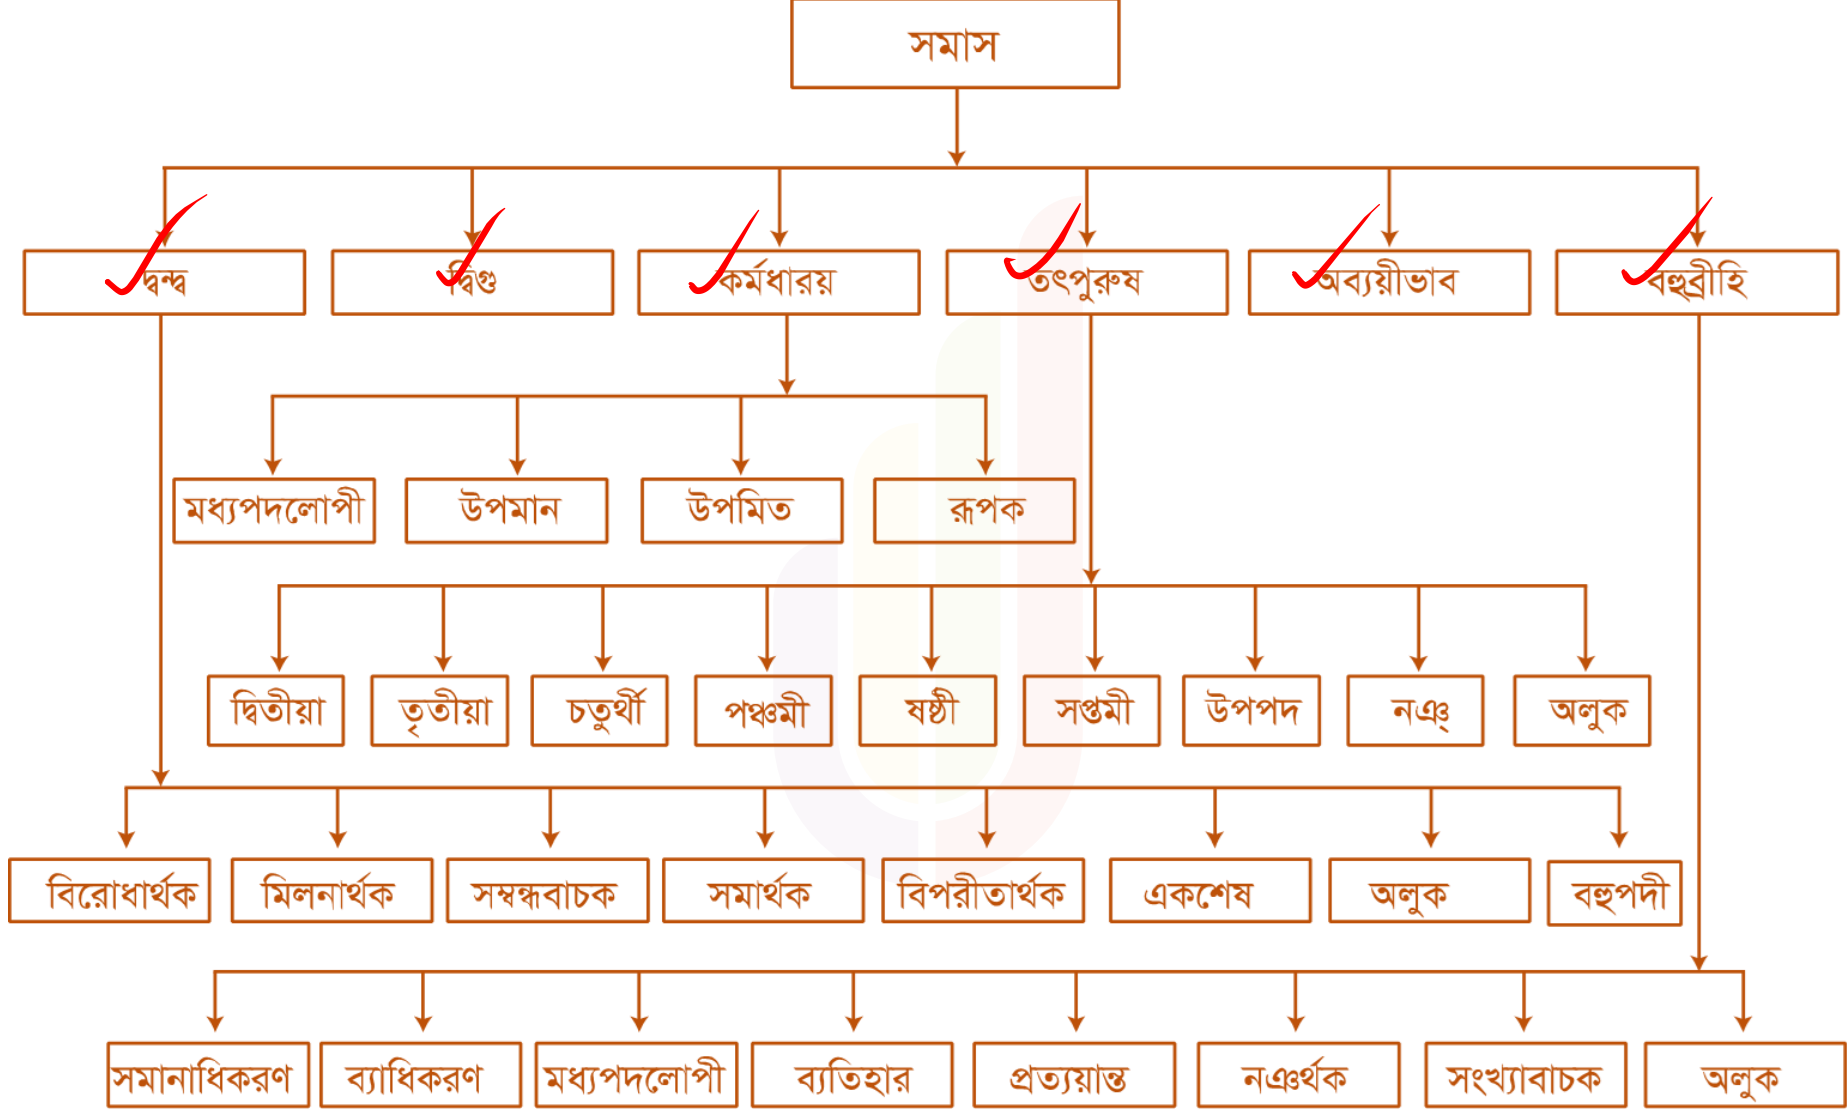 সমাস
দ্বন্দ্ব দ্বিগু কর্মধারয় তৎপুরুষ অব্যয়ীভাব বহুব্রীহি
মধ্যপদলোপী উপমান উপমিত রূপক
দ্বিতীয়া তৃতীয়া চতুর্থী পঞ্চমী ষষ্ঠী সপ্তমী উপপদ নঞ্ অলুক
বিরোধার্থক মিলনার্থক সম্বন্ধবাচক সমার্থক বিপরীতার্থক একশেষ অলুক বহুপদী
সমানাধিকরণ ব্যাধিকরণ মধ্যপদলোপী ব্যতিহার প্রত্যয়ান্ত নঞর্থক সংখ্যাবাচক অলুক